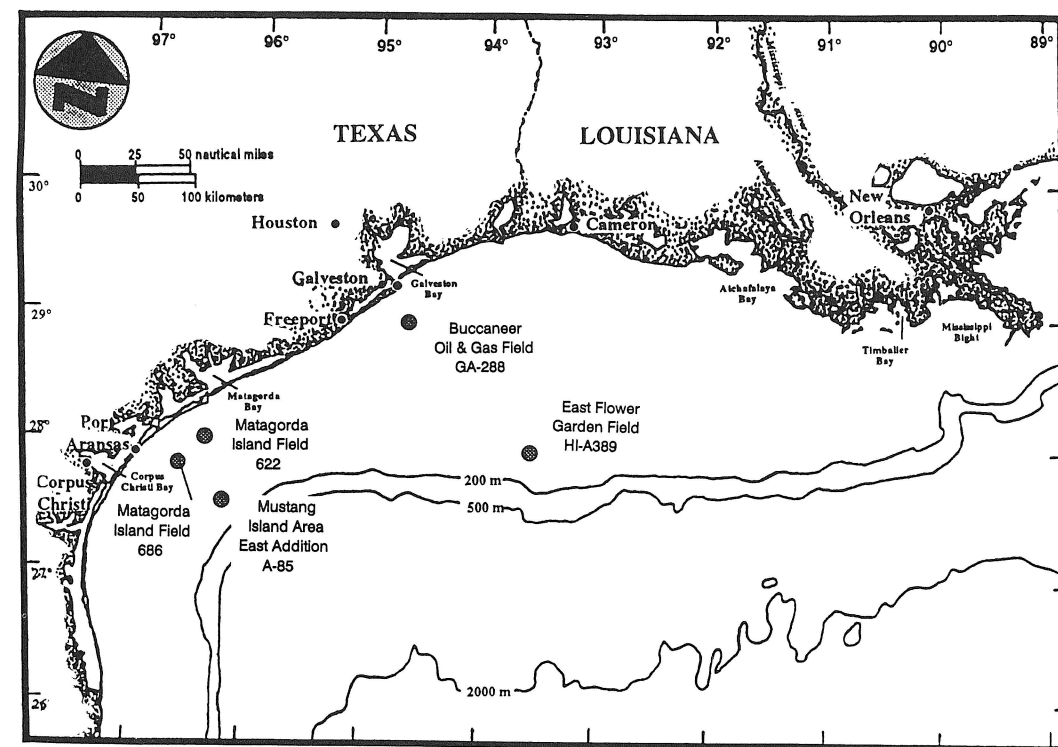 97°
96°
95°
94°
93°
92°
91°
90°
89°
N
TEXAS
LOUISIANA
Mississippi
0 25 50 nautical miles
0 50 100 kilometers
30°
Houston
New
Orleans
Cameron
Galveston
Galveston
Bay
Atchafalaya
Bay
29°
Freeport
Buccaneer
Oil & Gas Field
GA-288
Mississippi
Bight
Timbalier
Bay
Matagorda
Bay
28°
Port
Aransas
Matagorda
Island Field
622
East Flower
Garden Field
HI-A389
Corpus
Christi Bay
Corpus
Christi
200 m
500 m
Matagorda
Island Field
686
Mustang
Island Area
East Addition
A-85
27°
26°
2000 m